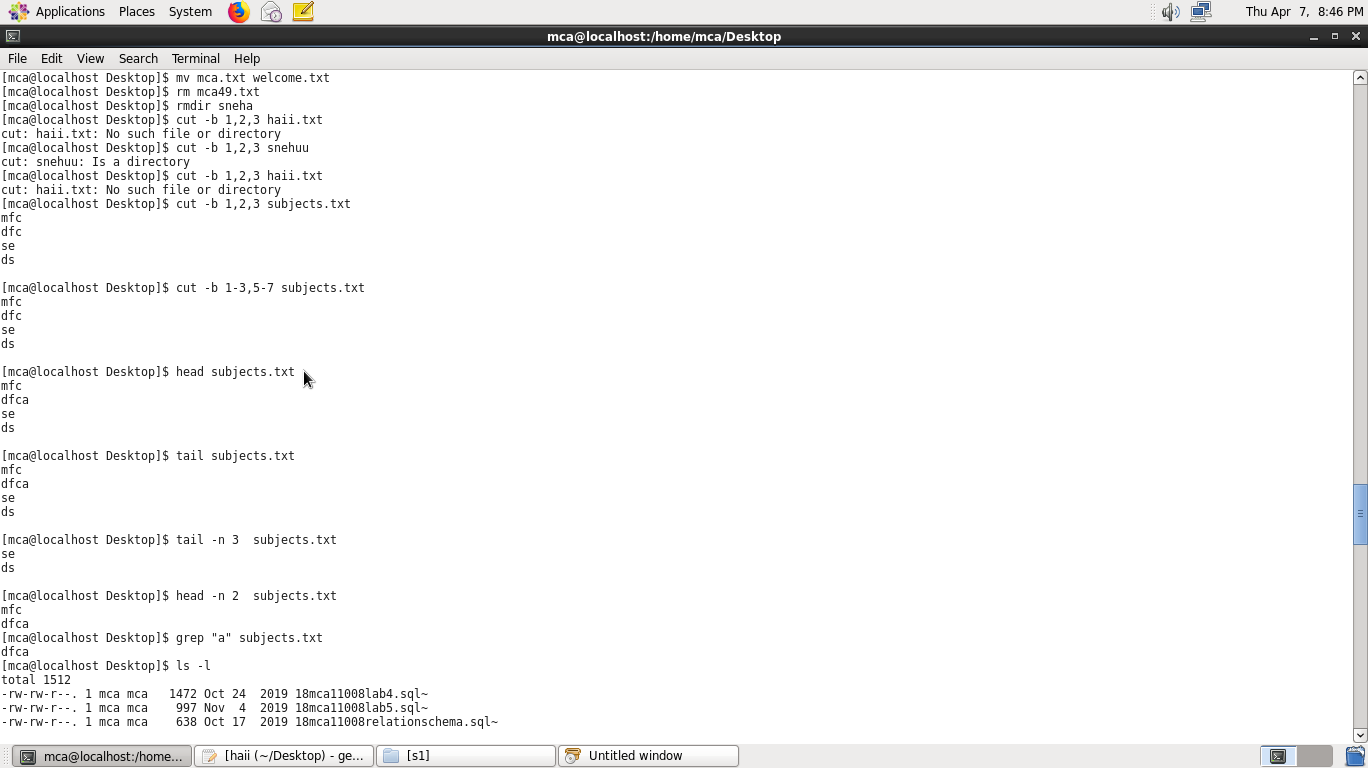 Applications Places System Thu Apr 7, 8:46 PM
mca@localhost:/home/mca/Desktop
File Edit View Search Terminal Help
[mca@localhost Desktop]$ mv mca.txt welcome.txt
[mca@localhost Desktop]$ rm mca49.txt
[mca@localhost Desktop]$ rmdir sneha
[mca@localhost Desktop]$ cut -b 1,2,3 haii.txt
cut: haii.txt: No such file or directory
[mca@localhost Desktop]$ cut -b 1,2,3 snehuu
cut: snehuu: Is a directory
[mca@localhost Desktop]$ cut -b 1,2,3 haii.txt
cut: haii.txt: No such file or directory
[mca@localhost Desktop]$ cut -b 1,2,3 subjects.txt
mfc
dfc
se
ds
[mca@localhost Desktop]$ cut -b 1-3,5-7 subjects.txt
mfc
dfc
se
ds
[mca@localhost Desktop]$ head subjects.txt
mfc
dfca
se
ds
[mca@localhost Desktop]$ tail subjects.txt
mfc
dfca
se
ds
[mca@localhost Desktop]$ tail -n 3  subjects.txt
se
ds
[mca@localhost Desktop]$ head -n 2  subjects.txt
mfc
dfca
[mca@localhost Desktop]$ grep "a" subjects.txt
dfca
[mca@localhost Desktop]$ ls -l
total 1512
-rw-rw-r--. 1 mca mca   1472 Oct 24  2019 18mca11008lab4.sql~
-rw-rw-r--. 1 mca mca    997 Nov  4  2019 18mca11008lab5.sql~
-rw-rw-r--. 1 mca mca    638 Oct 17  2019 18mca11008relationschema.sql~
mca@localhost:/home... [haii (~/Desktop) - ge... [s1] Untitled window